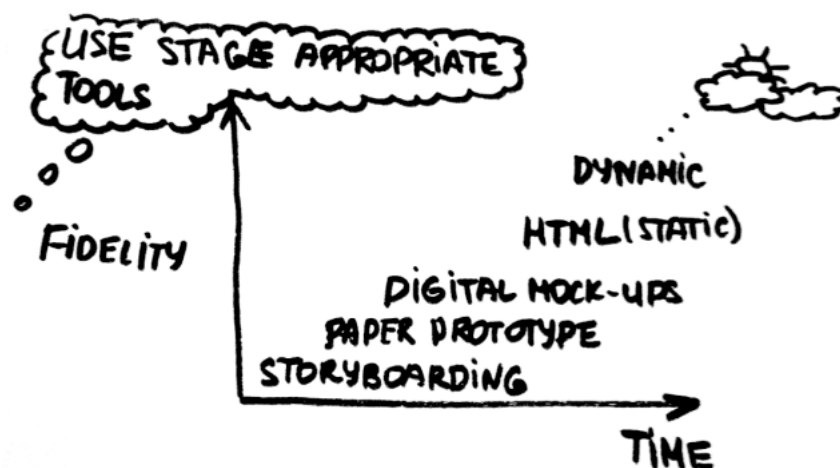 USE STAGE APPROPRIATE
TOOLS
DYNAMIC
HTML (STATIC)
FIDELITY
DIGITAL MOCK-UPS
PAPER PROTOTYPE
STORYBOARDING
TIME